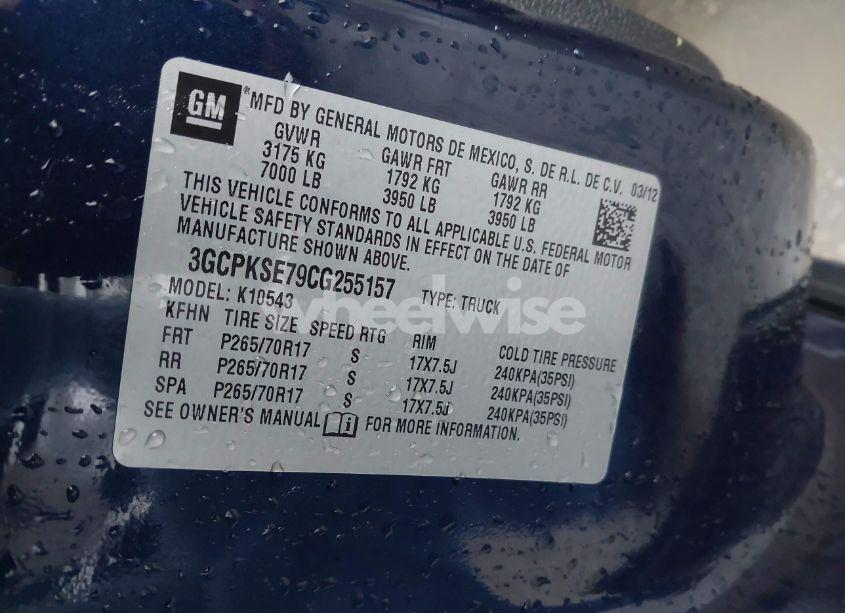 GM
MFD BY GENERAL MOTORS DE MEXICO, S. DE R.L. DE C.V. 03/12
GVWR GAWR FRT GAWR RR
3175 KG 1792 KG 1792 KG
7000 LB 3950 LB 3950 LB
THIS VEHICLE CONFORMS TO ALL APPLICABLE U.S. FEDERAL MOTOR
VEHICLE SAFETY STANDARDS IN EFFECT ON THE DATE OF
MANUFACTURE SHOWN ABOVE.
3GCPKSE79CG255157 TYPE: TRUCK
MODEL: K10543
KFHN TIRE SIZE SPEED RTG RIM COLD TIRE PRESSURE
FRT P265/70R17 S 17X7.5J 240KPA(35PSI)
RR P265/70R17 S 17X7.5J 240KPA(35PSI)
SPA P265/70R17 S 17X7.5J 240KPA(35PSI)
SEE OWNER'S MANUAL FOR MORE INFORMATION.
wheelwise